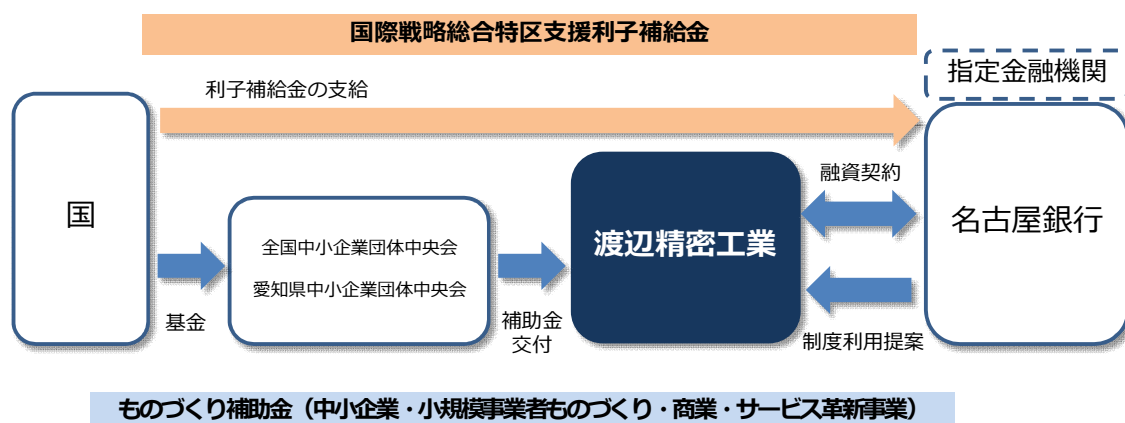 国際戦略総合特区支援利子補給金
指定金融機関
利子補給金の支給
国
全国中小企業団体中央会
愛知県中小企業団体中央会
渡辺精密工業
融資契約
名古屋銀行
基金
補助金
交付
制度利用提案
ものづくり補助金（中小企業・小規模事業者ものづくり・商業・サービス革新事業）